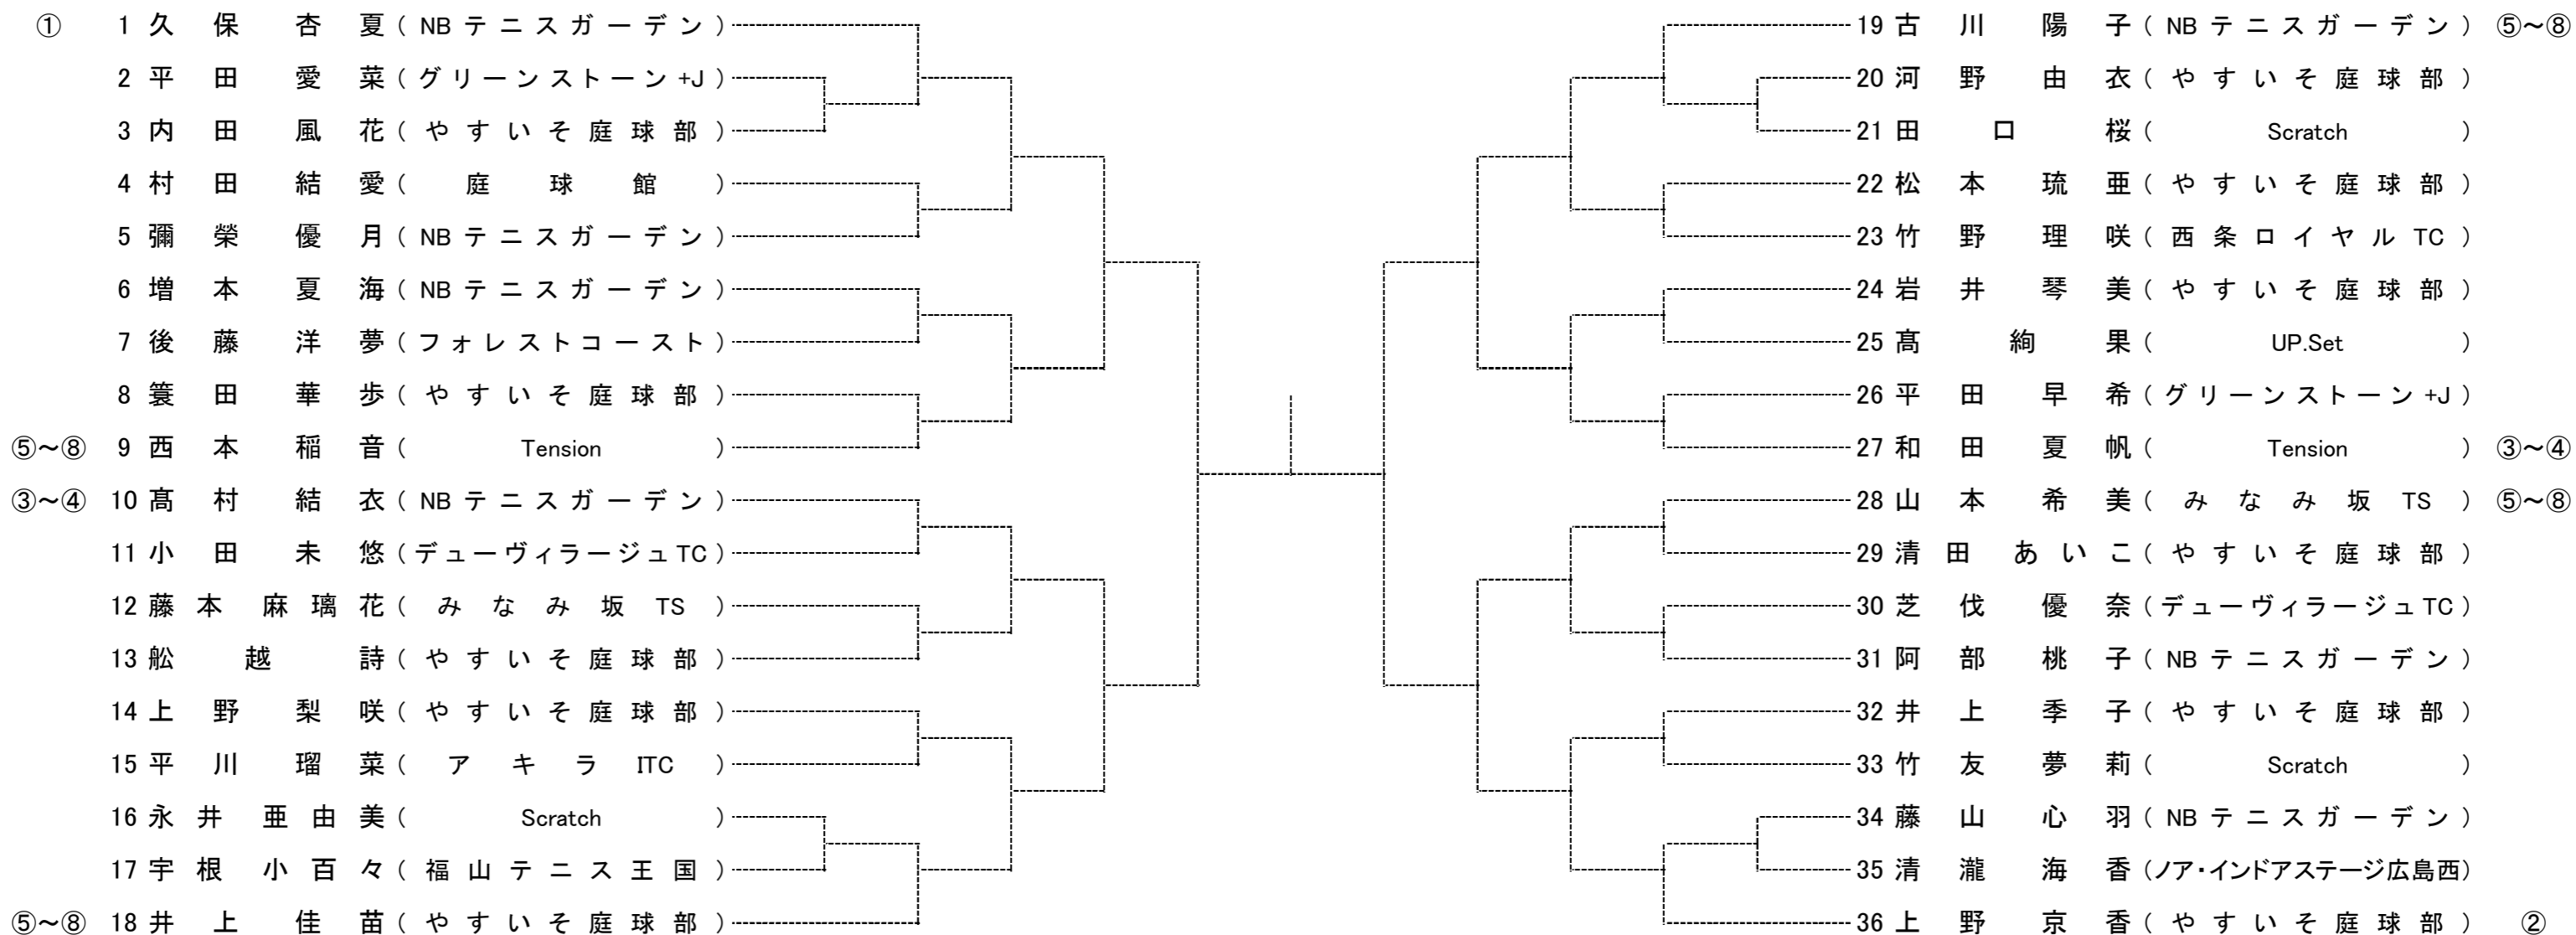 ① 1 久保杏夏 (NBテニスガーデン)
2 平田愛菜 (グリーンストーン+J)
3 内田風花 (やすいそ庭球部)
4 村田結愛 (庭球館)
5 彌榮優月 (NBテニスガーデン)
6 増本夏海 (NBテニスガーデン)
7 後藤洋夢 (フォレストコースト)
8 簑田華歩 (やすいそ庭球部)
⑤～⑧ 9 西本稲音 (Tension)
③～④ 10 髙村結衣 (NBテニスガーデン)
11 小田未悠 (デューヴィラージュTC)
12 藤本麻璃花 (みなみ坂TS)
13 舩越詩 (やすいそ庭球部)
14 上野梨咲 (やすいそ庭球部)
15 平川瑠菜 (アキラITC)
16 永井亜由美 (Scratch)
17 宇根小百々 (福山テニス王国)
⑤～⑧ 18 井上佳苗 (やすいそ庭球部)
19 古川陽子 (NBテニスガーデン) ⑤～⑧
20 河野由衣 (やすいそ庭球部)
21 田口桜 (Scratch)
22 松本琉亜 (やすいそ庭球部)
23 竹野理咲 (西条ロイヤルTC)
24 岩井琴美 (やすいそ庭球部)
25 髙絢果 (UP.Set)
26 平田早希 (グリーンストーン+J)
27 和田夏帆 (Tension) ③～④
28 山本希美 (みなみ坂TS) ⑤～⑧
29 清田あいこ (やすいそ庭球部)
30 芝伐優奈 (デューヴィラージュTC)
31 阿部桃子 (NBテニスガーデン)
32 井上季子 (やすいそ庭球部)
33 竹友夢莉 (Scratch)
34 藤山心羽 (NBテニスガーデン)
35 清瀧海香 (ノア・インドアステージ広島西)
36 上野京香 (やすいそ庭球部) ②